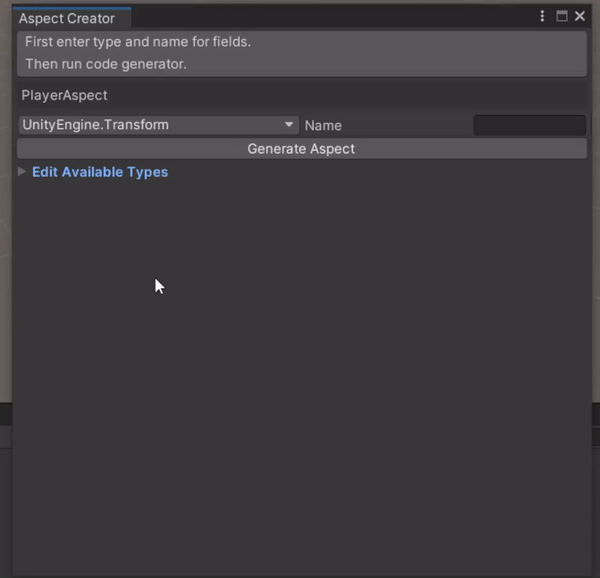 Aspect Creator
First enter type and name for fields.
Then run code generator.
PlayerAspect
UnityEngine.Transform Name
Generate Aspect
Edit Available Types